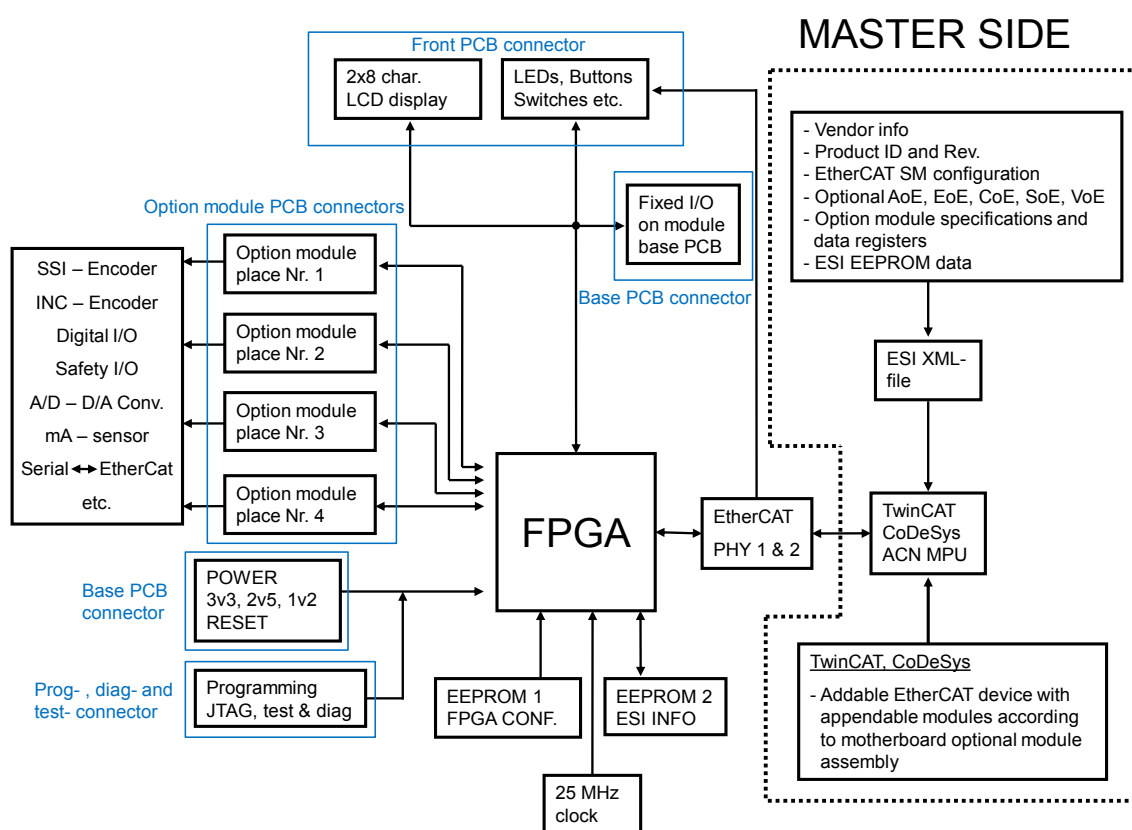 Front PCB connector
MASTER SIDE
2x8 char.
LCD display
LEDs, Buttons
Switches etc.
- Vendor info
- Product ID and Rev.
- EtherCAT SM configuration
- Optional AoE, EoE, CoE, SoE, VoE
- Option module specifications and
data registers
- ESI EEPROM data
Option module PCB connectors
Fixed I/O
on module
base PCB
Base PCB connector
SSI – Encoder
INC – Encoder
Digital I/O
Safety I/O
A/D – D/A Conv.
mA – sensor
Serial ↔ EtherCat
etc.
Option module
place Nr. 1
Option module
place Nr. 2
Option module
place Nr. 3
Option module
place Nr. 4
ESI XML-
file
FPGA
EtherCAT
PHY 1 & 2
TwinCAT
CoDeSys
ACN MPU
Base PCB
connector
POWER
3v3, 2v5, 1v2
RESET
Prog- , diag- and
test- connector
Programming
JTAG, test & diag
EEPROM 1
FPGA CONF.
EEPROM 2
ESI INFO
25 MHz
clock
TwinCAT, CoDeSys
- Addable EtherCAT device with
appendable modules according
to motherboard optional module
assembly